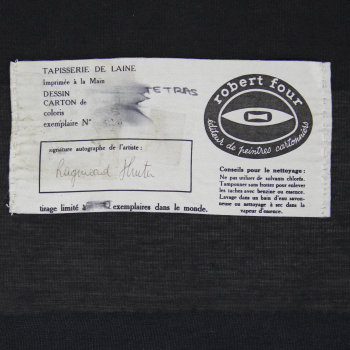 TAPISSERIE DE LAINE
Imprimée à la Main
DESSIN TETRAS
CARTON de
coloris
exemplaire N°
signature autographe de l'artiste :
Raymond
tirage limité à exemplaires dans le monde.
robert four
éditeur de peintres cartonniers
Conseils pour le nettoyage :
Ne pas utiliser de solvants chlorés.
Tamponner sans frotter pour enlever
les taches avec benzine ou essence.
Lavage dans un bain d'eau savon-
neuse ou nettoyage à sec dans la
vapeur d'essence.